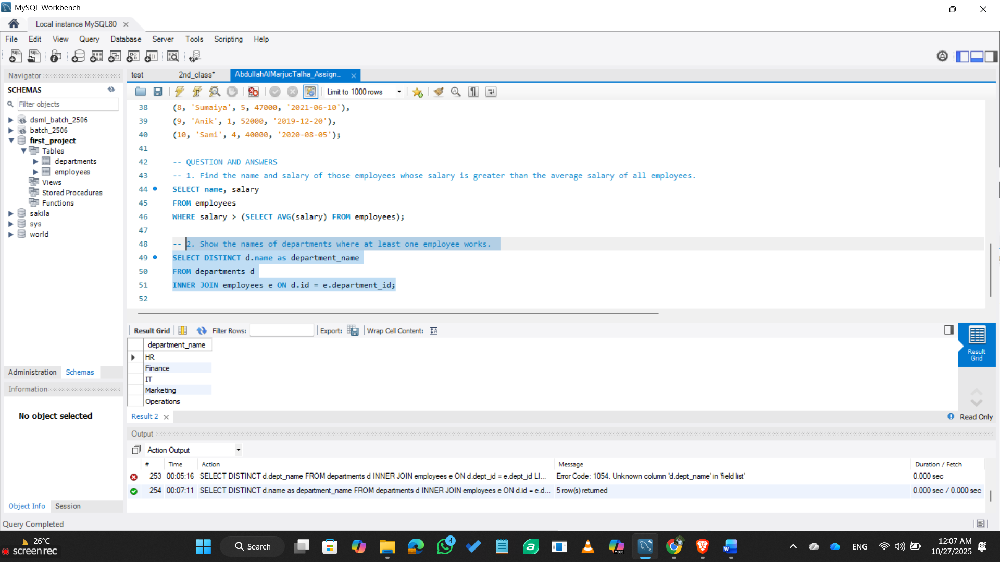 MySQL Workbench
Local instance MySQL80
File Edit View Query Database Server Tools Scripting Help
Navigator
SCHEMAS
Filter objects
dsml_batch_2506
batch_2506
first_project
Tables
departments
employees
Views
Stored Procedures
Functions
sakila
sys
world
Administration Schemas
Information
No object selected
Object Info Session
test 2nd_class* AbdullahAlMarjucTalha_Assign...
Limit to 1000 rows
38 (8, 'Sumaiya', 5, 47000, '2021-06-10'),
39 (9, 'Anik', 1, 52000, '2019-12-20'),
40 (10, 'Sami', 4, 40000, '2020-08-05');
41
42 -- QUESTION AND ANSWERS
43 -- 1. Find the name and salary of those employees whose salary is greater than the average salary of all employees.
44 SELECT name, salary
45 FROM employees
46 WHERE salary > (SELECT AVG(salary) FROM employees);
47
48 -- 2. Show the names of departments where at least one employee works.
49 SELECT DISTINCT d.name as department_name
50 FROM departments d
51 INNER JOIN employees e ON d.id = e.department_id;
52
Result Grid Filter Rows: Export: Wrap Cell Content:
department_name
HR
Finance
IT
Marketing
Operations
Result Grid
Result 2
Read Only
Output
Action Output
# Time Action Message Duration / Fetch
253 00:05:16 SELECT DISTINCT d.dept_name FROM departments d INNER JOIN employees e ON d.dept_id = e.dept_id LI... Error Code: 1054. Unknown column 'd.dept_name' in 'field list' 0.000 sec
254 00:07:11 SELECT DISTINCT d.name as department_name FROM departments d INNER JOIN employees e ON d.id = e.d... 5 row(s) returned 0.000 sec / 0.000 sec
Query Completed
26°C
screen rec
Search
4
M365
ENG
12:07 AM
10/27/2025